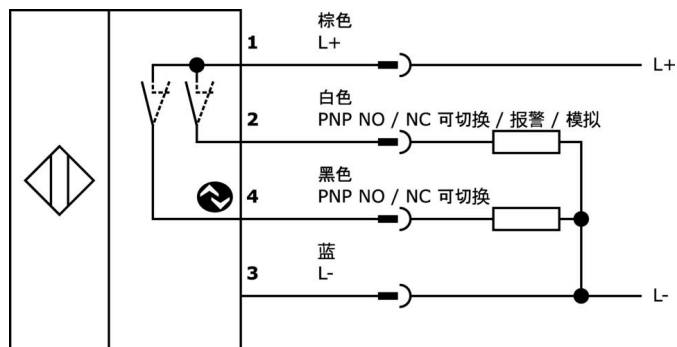 棕色
1 L+
L+
白色
2 PNP NO / NC 可切换 / 报警 / 模拟
黑色
4 PNP NO / NC 可切换
蓝
3 L-
L-